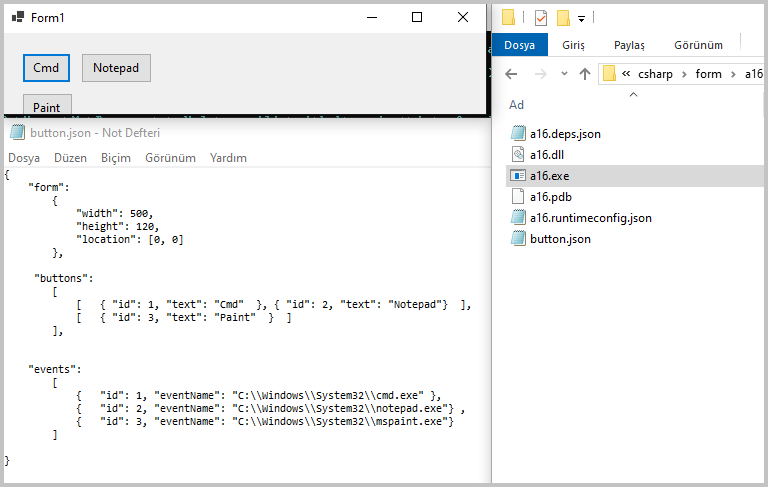 Form1
Cmd
Notepad
Paint
button.json - Not Defteri
Dosya Düzen Biçim Görünüm Yardım
{
"form":
{
"width": 500,
"height": 120,
"location": [0, 0]
},
"buttons":
[
[ { "id": 1, "text": "Cmd" }, { "id": 2, "text": "Notepad"} ],
[ { "id": 3, "text": "Paint" } ]
],
"events":
[
{ "id": 1, "eventName": "C:\\Windows\\System32\\cmd.exe" },
{ "id": 2, "eventName": "C:\\Windows\\System32\\notepad.exe"} ,
{ "id": 3, "eventName": "C:\\Windows\\System32\\mspaint.exe"}
]
}
Dosya Giriş Paylaş Görünüm
« csharp › form › a16
Ad
a16.deps.json
a16.dll
a16.exe
a16.pdb
a16.runtimeconfig.json
button.json